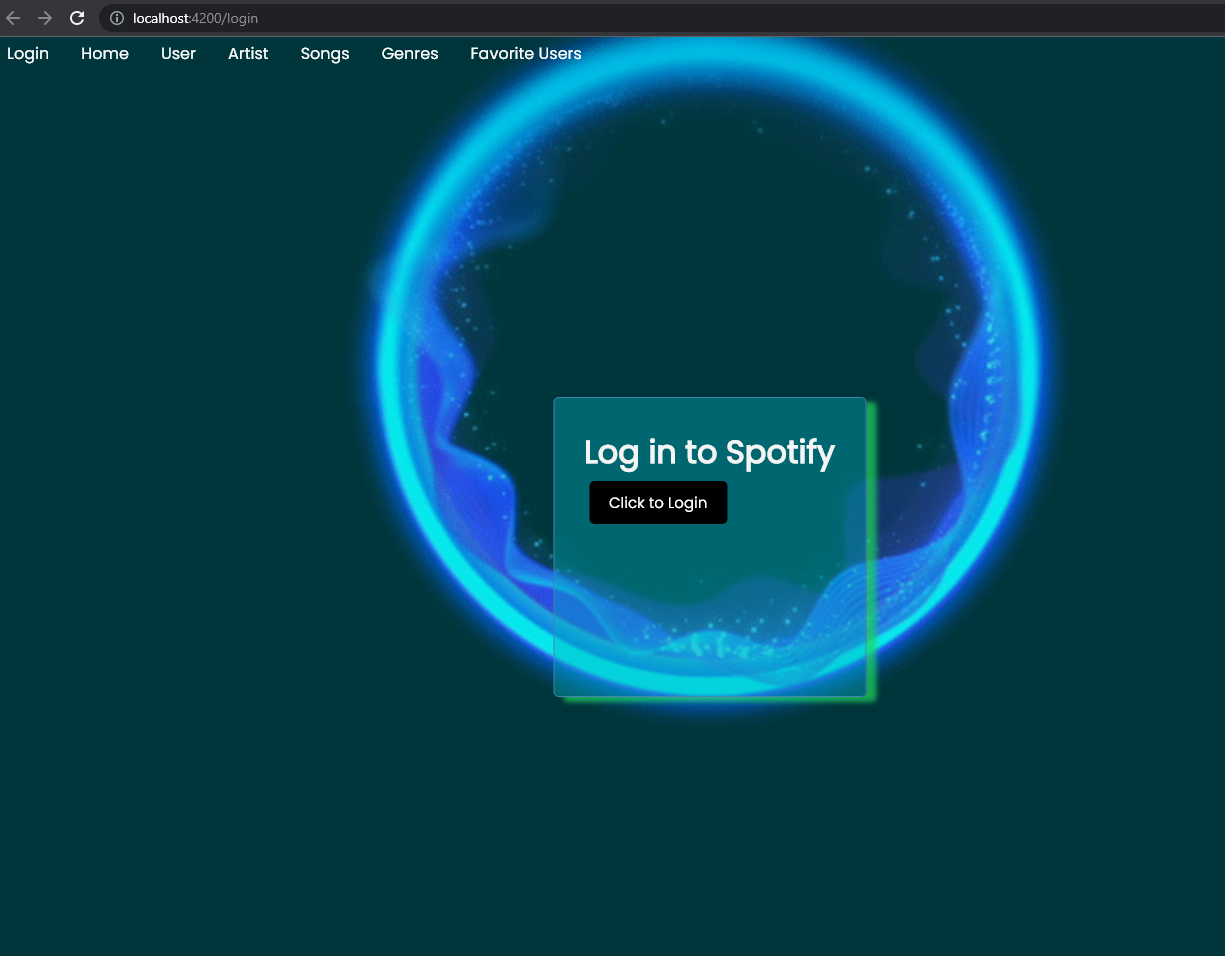 localhost:4200/login
Login Home User Artist Songs Genres Favorite Users
Log in to Spotify
Click to Login